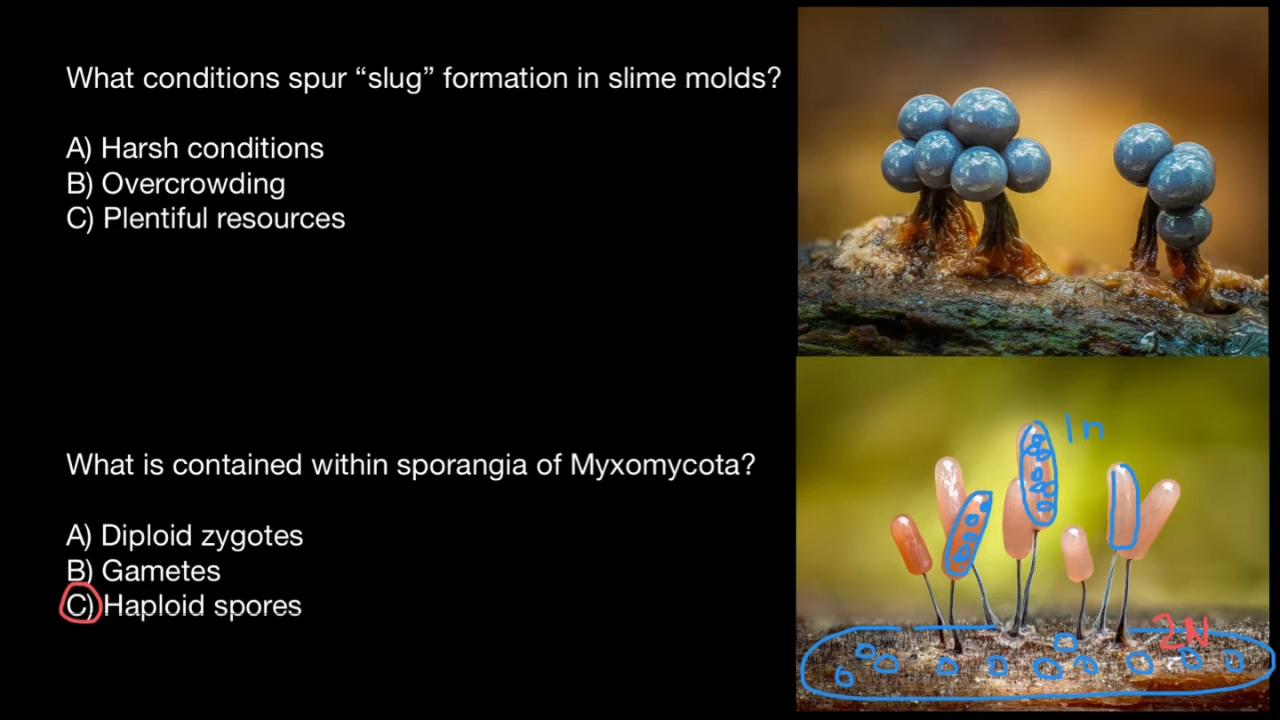 What conditions spur “slug” formation in slime molds?
A) Harsh conditions
B) Overcrowding
C) Plentiful resources
What is contained within sporangia of Myxomycota?
A) Diploid zygotes
B) Gametes
C) Haploid spores
1n
2N